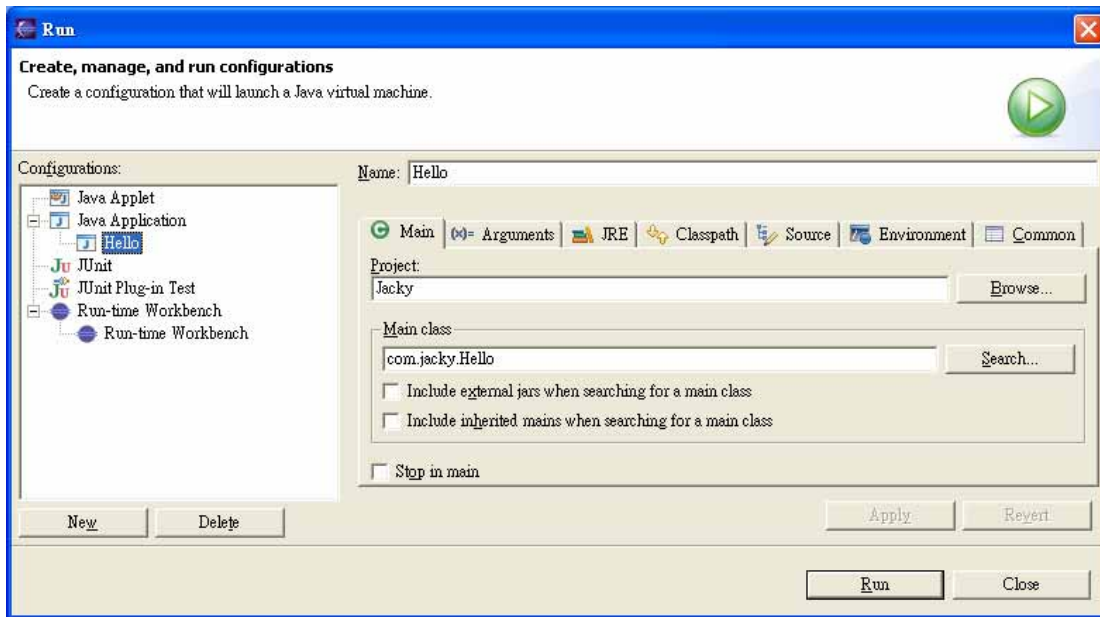 Run
Create, manage, and run configurations
Create a configuration that will launch a Java virtual machine.
Configurations:
Java Applet
Java Application
Hello
JUnit
JUnit Plug-in Test
Run-time Workbench
Run-time Workbench
New
Delete
Name: Hello
Main
(x)= Arguments
JRE
Classpath
Source
Environment
Common
Project:
Jacky
Browse...
Main class
com.jacky.Hello
Search...
Include external jars when searching for a main class
Include inherited mains when searching for a main class
Stop in main
Apply
Revert
Run
Close